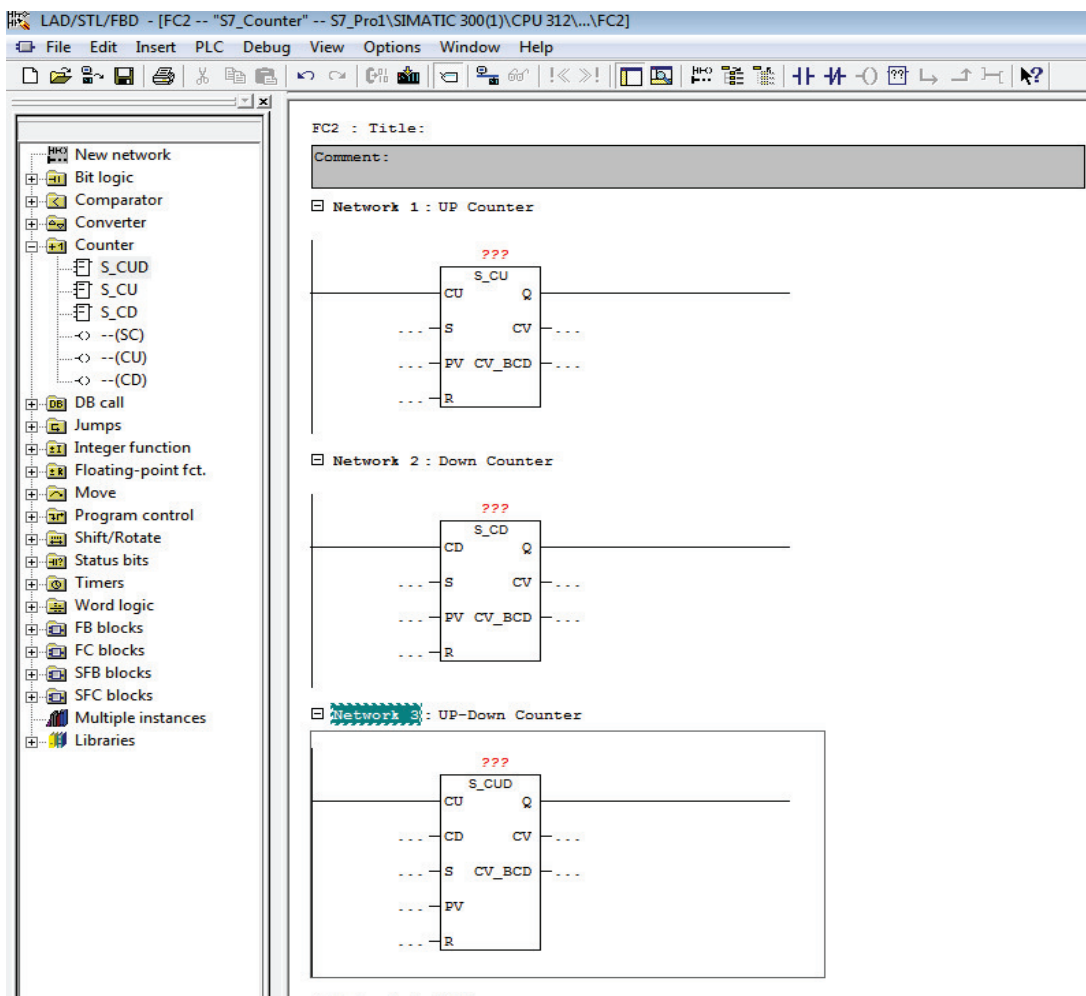 LAD/STL/FBD - [FC2 -- "S7_Counter" -- S7_Pro1\SIMATIC 300(1)\CPU 312\...\FC2]
File Edit Insert PLC Debug View Options Window Help
New network
Bit logic
Comparator
Converter
Counter
S_CUD
S_CU
S_CD
--(SC)
--(CU)
--(CD)
DB call
Jumps
Integer function
Floating-point fct.
Move
Program control
Shift/Rotate
Status bits
Timers
Word logic
FB blocks
FC blocks
SFB blocks
SFC blocks
Multiple instances
Libraries
FC2 : Title:
Comment:
Network 1 : UP Counter
???
S_CU
CU Q
... S CV ...
... PV CV_BCD ...
... R
Network 2 : Down Counter
???
S_CD
CD Q
... S CV ...
... PV CV_BCD ...
... R
Network 3 : UP-Down Counter
???
S_CUD
CU Q
... CD CV ...
... S CV_BCD ...
... PV
... R